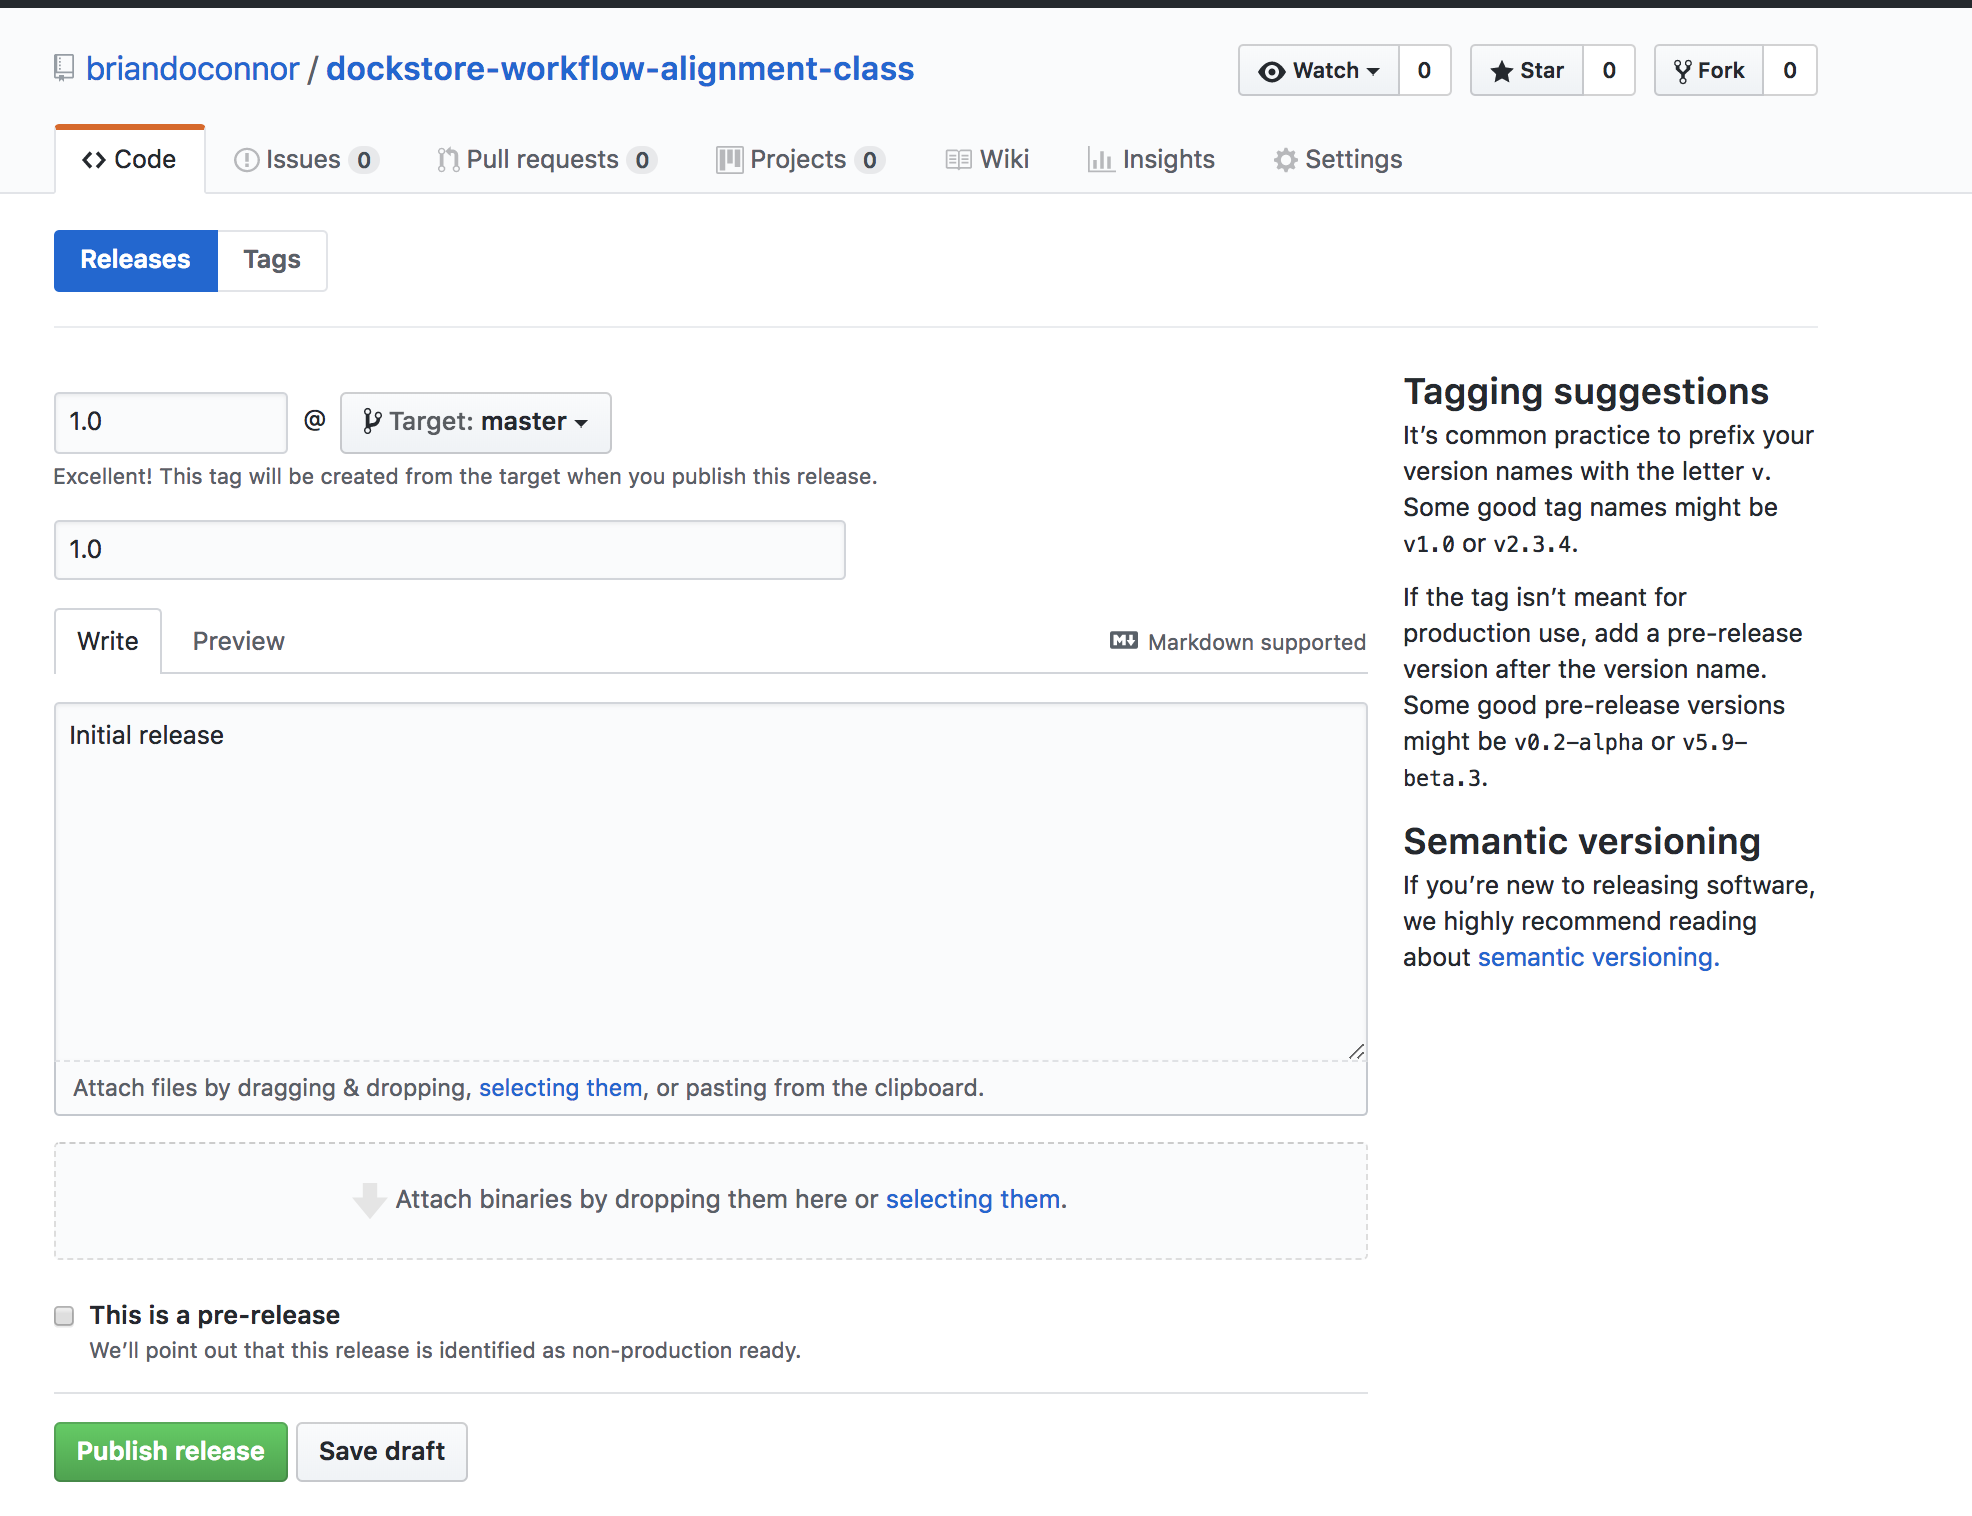 briandoconnor / dockstore-workflow-alignment-class
Watch 0 Star 0 Fork 0
Code Issues 0 Pull requests 0 Projects 0 Wiki Insights Settings
Releases Tags
1.0 @ Target: master
Excellent! This tag will be created from the target when you publish this release.
1.0
Write Preview Markdown supported
Initial release
Attach files by dragging & dropping, selecting them, or pasting from the clipboard.
Attach binaries by dropping them here or selecting them.
This is a pre-release
We’ll point out that this release is identified as non-production ready.
Publish release Save draft
Tagging suggestions
It’s common practice to prefix your
version names with the letter v.
Some good tag names might be
v1.0 or v2.3.4.
If the tag isn’t meant for
production use, add a pre-release
version after the version name.
Some good pre-release versions
might be v0.2-alpha or v5.9-
beta.3.
Semantic versioning
If you’re new to releasing software,
we highly recommend reading
about semantic versioning.